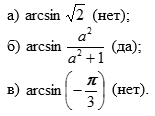 а) arcsin √2 (нет);
б) arcsin a²/(a² + 1) (да);
в) arcsin (−π/3) (нет).